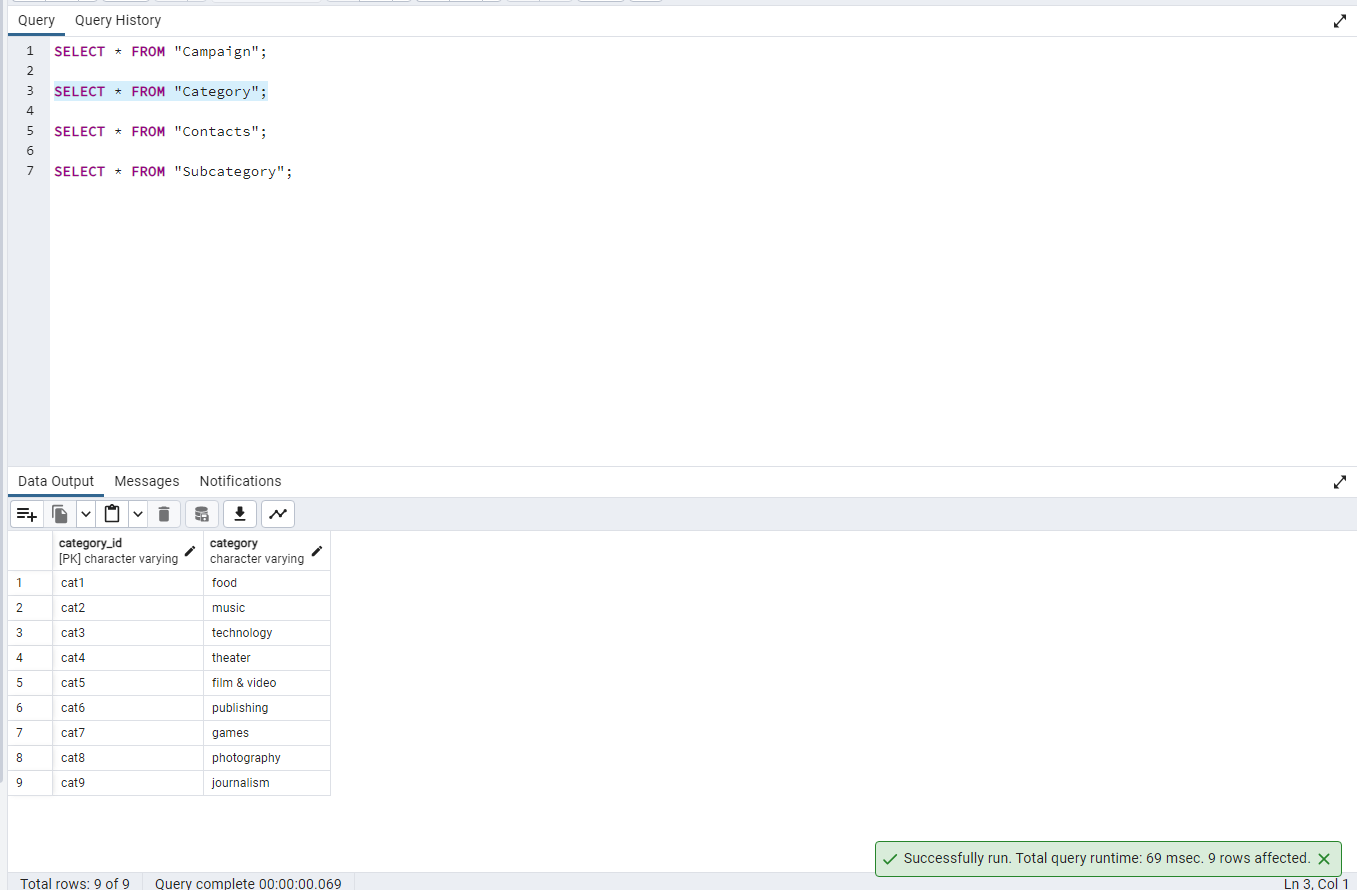 Query Query History
1 SELECT * FROM "Campaign";
2
3 SELECT * FROM "Category";
4
5 SELECT * FROM "Contacts";
6
7 SELECT * FROM "Subcategory";
Data Output Messages Notifications
category_id category
[PK] character varying character varying
1 cat1 food
2 cat2 music
3 cat3 technology
4 cat4 theater
5 cat5 film & video
6 cat6 publishing
7 cat7 games
8 cat8 photography
9 cat9 journalism
Successfully run. Total query runtime: 69 msec. 9 rows affected.
Total rows: 9 of 9 Query complete 00:00:00.069 Ln 3, Col 1